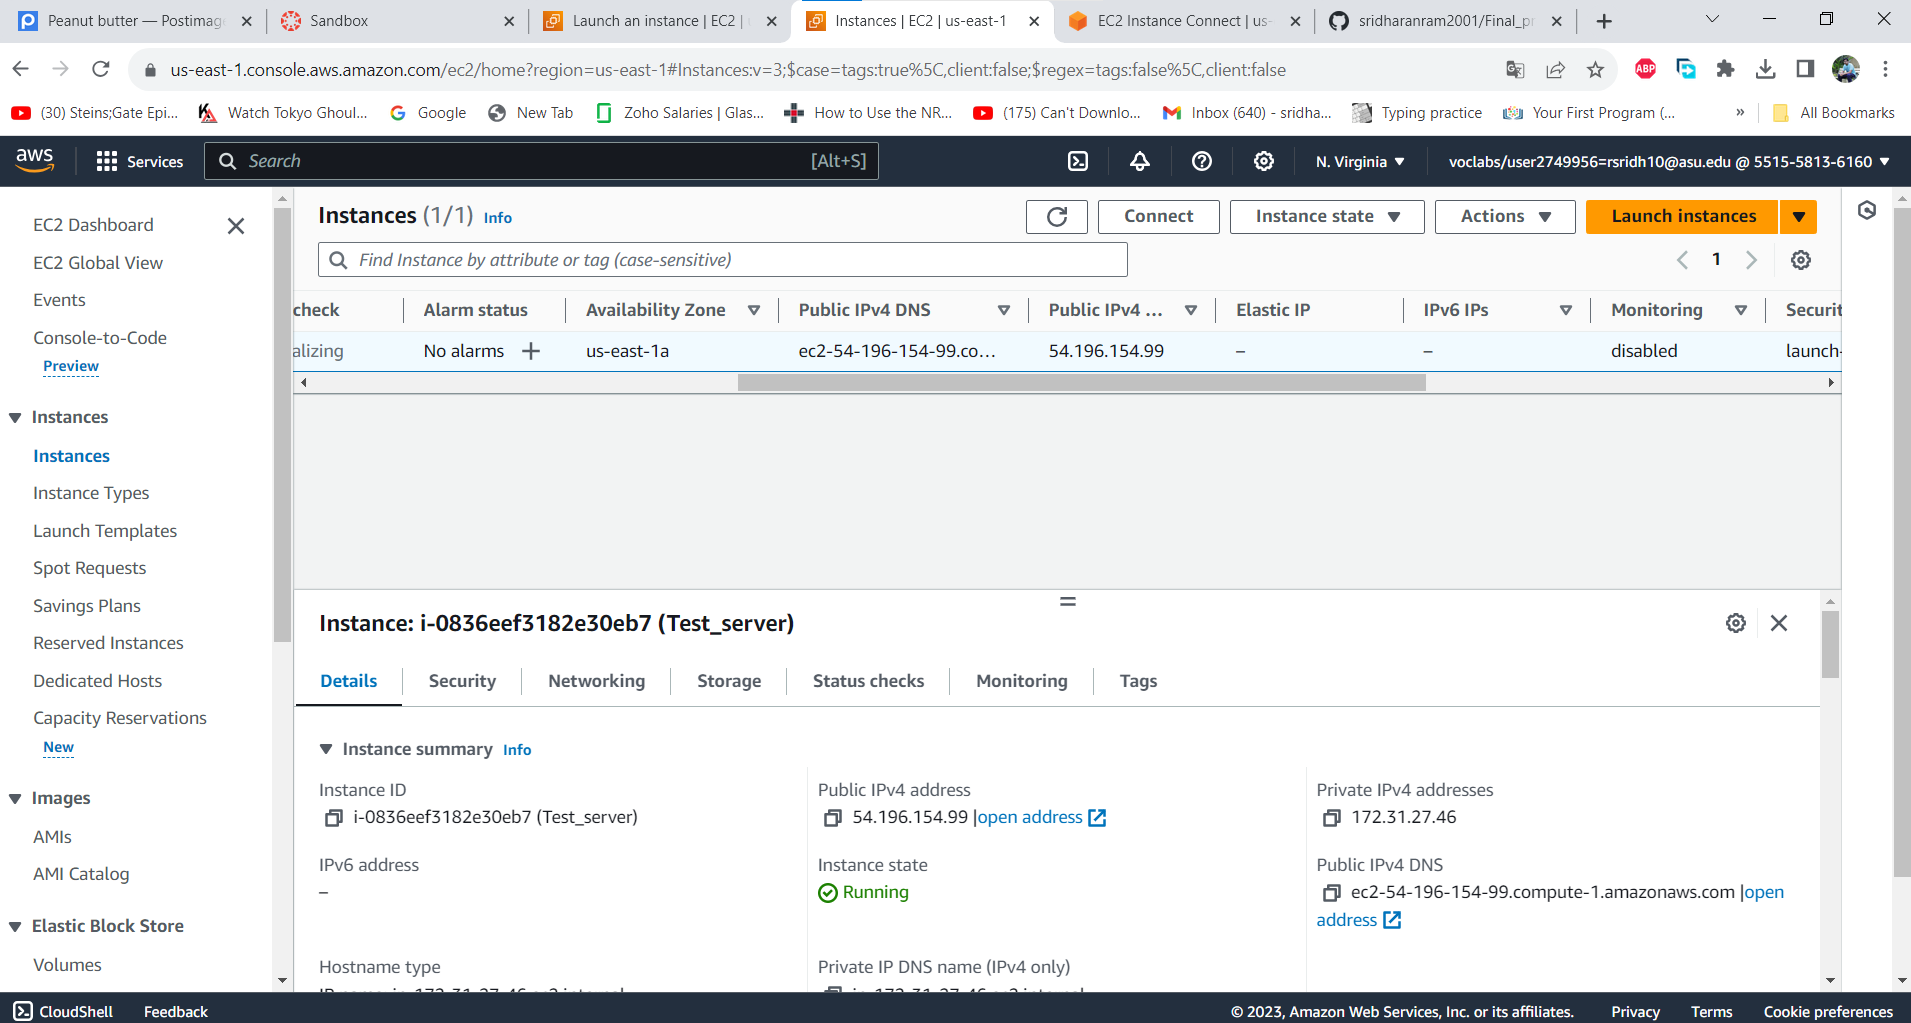 Peanut butter — Postimage
Sandbox
Launch an instance | EC2 |
Instances | EC2 | us-east-1
EC2 Instance Connect | us-
sridharanram2001/Final_pr
us-east-1.console.aws.amazon.com/ec2/home?region=us-east-1#Instances:v=3;$case=tags:true%5C,client:false;$regex=tags:false%5C,client:false
ABP
(30) Steins;Gate Epi...
Watch Tokyo Ghoul...
Google
New Tab
Zoho Salaries | Glas...
How to Use the NR...
(175) Can't Downlo...
Inbox (640) - sridha...
Typing practice
Your First Program (...
»
All Bookmarks
aws
Services
Search
[Alt+S]
N. Virginia
voclabs/user2749956=rsridh10@asu.edu @ 5515-5813-6160
EC2 Dashboard
EC2 Global View
Events
Console-to-Code
Preview
Instances
Instances
Instance Types
Launch Templates
Spot Requests
Savings Plans
Reserved Instances
Dedicated Hosts
Capacity Reservations
New
Images
AMIs
AMI Catalog
Elastic Block Store
Volumes
Instances (1/1) Info
Connect
Instance state
Actions
Launch instances
Find Instance by attribute or tag (case-sensitive)
1
check
Alarm status
Availability Zone
Public IPv4 DNS
Public IPv4 ...
Elastic IP
IPv6 IPs
Monitoring
Securit
alizing
No alarms
us-east-1a
ec2-54-196-154-99.co...
54.196.154.99
–
–
disabled
launch-
Instance: i-0836eef3182e30eb7 (Test_server)
Details
Security
Networking
Storage
Status checks
Monitoring
Tags
Instance summary Info
Instance ID
i-0836eef3182e30eb7 (Test_server)
Public IPv4 address
54.196.154.99 |open address
Private IPv4 addresses
172.31.27.46
IPv6 address
–
Instance state
Running
Public IPv4 DNS
ec2-54-196-154-99.compute-1.amazonaws.com |open
address
Hostname type
Private IP DNS name (IPv4 only)
CloudShell
Feedback
© 2023, Amazon Web Services, Inc. or its affiliates.
Privacy
Terms
Cookie preferences